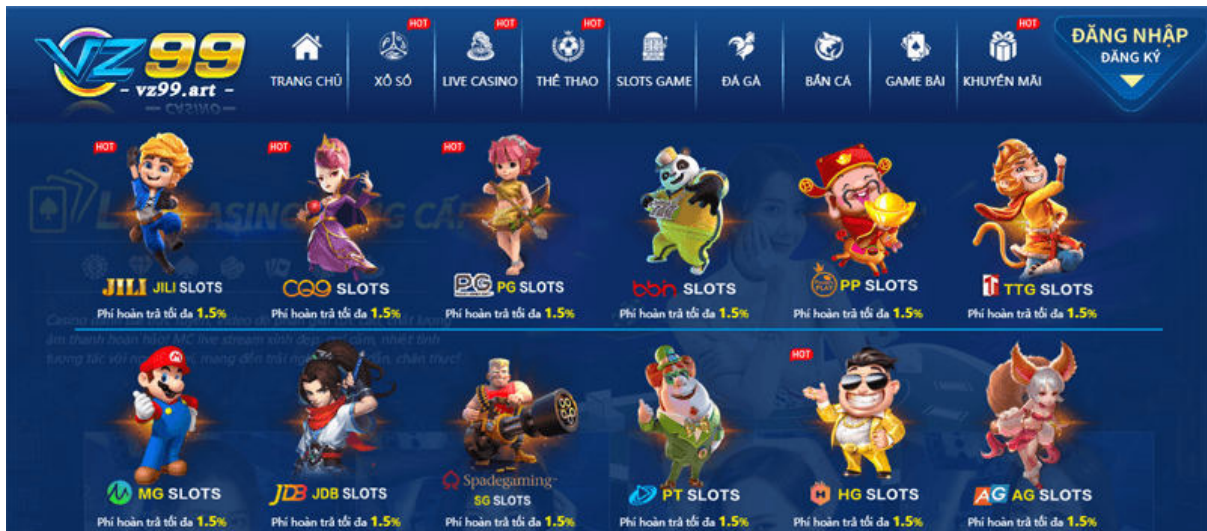 VZ99
- vz99.art -
CASINO
TRANG CHỦ
HOT
XỔ SỐ
HOT
LIVE CASINO
HOT
THỂ THAO
SLOTS GAME
ĐÁ GÀ
BẮN CÁ
GAME BÀI
HOT
KHUYẾN MÃI
ĐĂNG NHẬP
ĐĂNG KÝ
HOT
HOT
HOT
JILI JILI SLOTS
CQ9 SLOTS
PG PG SLOTS
bbin SLOTS
PP SLOTS
TTG SLOTS
Phí hoàn trả tối đa 1.5%
Phí hoàn trả tối đa 1.5%
Phí hoàn trả tối đa 1.5%
Phí hoàn trả tối đa 1.5%
Phí hoàn trả tối đa 1.5%
Phí hoàn trả tối đa 1.5%
HOT
MG SLOTS
JDB JDB SLOTS
Spadegaming
SG SLOTS
PT SLOTS
HG SLOTS
AG AG SLOTS
Phí hoàn trả tối đa 1.5%
Phí hoàn trả tối đa 1.5%
Phí hoàn trả tối đa 1.5%
Phí hoàn trả tối đa 1.5%
Phí hoàn trả tối đa 1.5%
Phí hoàn trả tối đa 1.5%